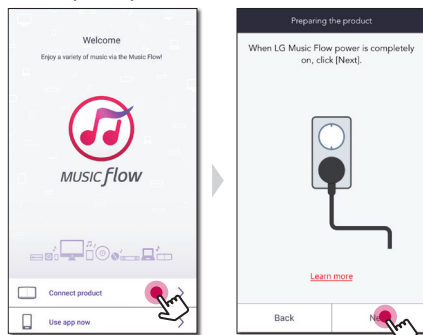 Welcome
Enjoy a variety of music via the Music Flow!
MUSIC flow
Connect product
Use app now
Preparing the product
When LG Music Flow power is completely
on, click [Next].
Learn more
Back